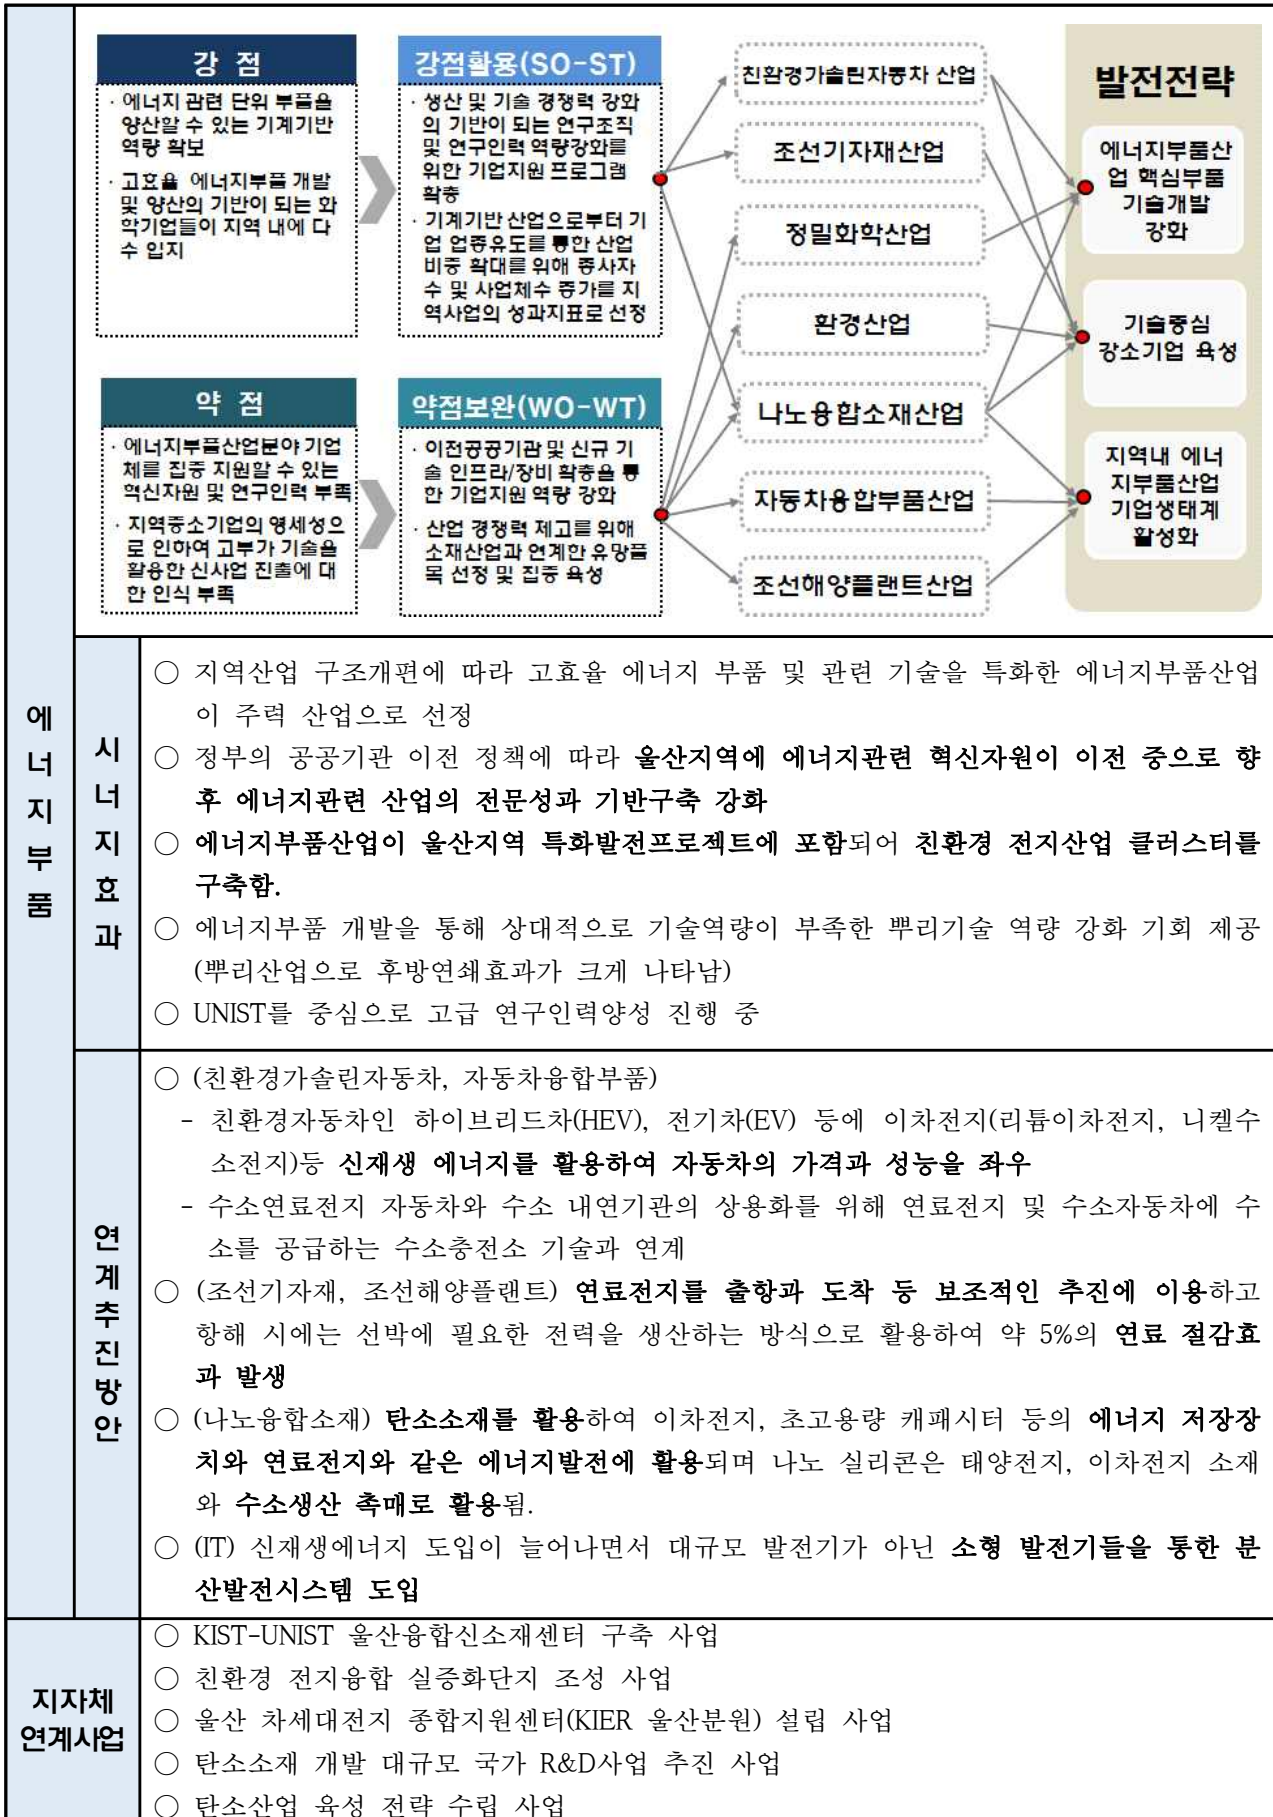 강 점
· 에너지 관련 단위 부품을
양산할 수 있는 기계기반
역량 확보
· 고효율 에너지부품 개발
및 양산의 기반이 되는 화
학기업들이 지역 내에 다
수 입지
강점활용(SO-ST)
· 생산 및 기술 경쟁력 강화
의 기반이 되는 연구조직
및 연구인력 역량강화를
위한 기업지원 프로그램
확충
· 기계기반 산업으로부터 기
업 업종유도를 통한 산업
비중 확대를 위해 종사자
수 및 사업체수 증가를 지
역사업의 성과지표로 선정
약 점
· 에너지부품산업분야 기업
체를 집중 지원할 수 있는
혁신자원 및 연구인력 부족
· 지역중소기업의 영세성으
로 인하여 고부가 기술을
활용한 신사업 진출에 대
한 인식 부족
약점보완(WO-WT)
· 이전공공기관 및 신규 기
술 인프라/장비 확충을 통
한 기업지원 역량 강화
· 산업 경쟁력 제고를 위해
소재산업과 연계한 유망품
목 선정 및 집중 육성
친환경가솔린자동차 산업
조선기자재산업
정밀화학산업
환경산업
나노융합소재산업
자동차융합부품산업
조선해양플랜트산업
발전전략
에너지부품산
업 핵심부품
기술개발
강화
기술중심
강소기업 육성
지역내 에너
지부품산업
기업생태계
활성화
에
너
지
부
품
시
너
지
효
과
○ 지역산업 구조개편에 따라 고효율 에너지 부품 및 관련 기술을 특화한 에너지부품산업
이 주력 산업으로 선정
○ 정부의 공공기관 이전 정책에 따라 울산지역에 에너지관련 혁신자원이 이전 중으로 향
후 에너지관련 산업의 전문성과 기반구축 강화
○ 에너지부품산업이 울산지역 특화발전프로젝트에 포함되어 친환경 전지산업 클러스터를
구축함.
○ 에너지부품 개발을 통해 상대적으로 기술역량이 부족한 뿌리기술 역량 강화 기회 제공
(뿌리산업으로 후방연쇄효과가 크게 나타남)
○ UNIST를 중심으로 고급 연구인력양성 진행 중
연
계
추
진
방
안
○ (친환경가솔린자동차, 자동차융합부품)
- 친환경자동차인 하이브리드차(HEV), 전기차(EV) 등에 이차전지(리튬이차전지, 니켈수
소전지)등 신재생 에너지를 활용하여 자동차의 가격과 성능을 좌우
- 수소연료전지 자동차와 수소 내연기관의 상용화를 위해 연료전지 및 수소자동차에 수
소를 공급하는 수소충전소 기술과 연계
○ (조선기자재, 조선해양플랜트) 연료전지를 출항과 도착 등 보조적인 추진에 이용하고
항해 시에는 선박에 필요한 전력을 생산하는 방식으로 활용하여 약 5%의 연료 절감효
과 발생
○ (나노융합소재) 탄소소재를 활용하여 이차전지, 초고용량 캐패시터 등의 에너지 저장장
치와 연료전지와 같은 에너지발전에 활용되며 나노 실리콘은 태양전지, 이차전지 소재
와 수소생산 촉매로 활용됨.
○ (IT) 신재생에너지 도입이 늘어나면서 대규모 발전기가 아닌 소형 발전기들을 통한 분
산발전시스템 도입
지자체
연계사업
○ KIST-UNIST 울산융합신소재센터 구축 사업
○ 친환경 전지융합 실증화단지 조성 사업
○ 울산 차세대전지 종합지원센터(KIER 울산분원) 설립 사업
○ 탄소소재 개발 대규모 국가 R&D사업 추진 사업
○ 탄소산업 육성 전략 수립 사업